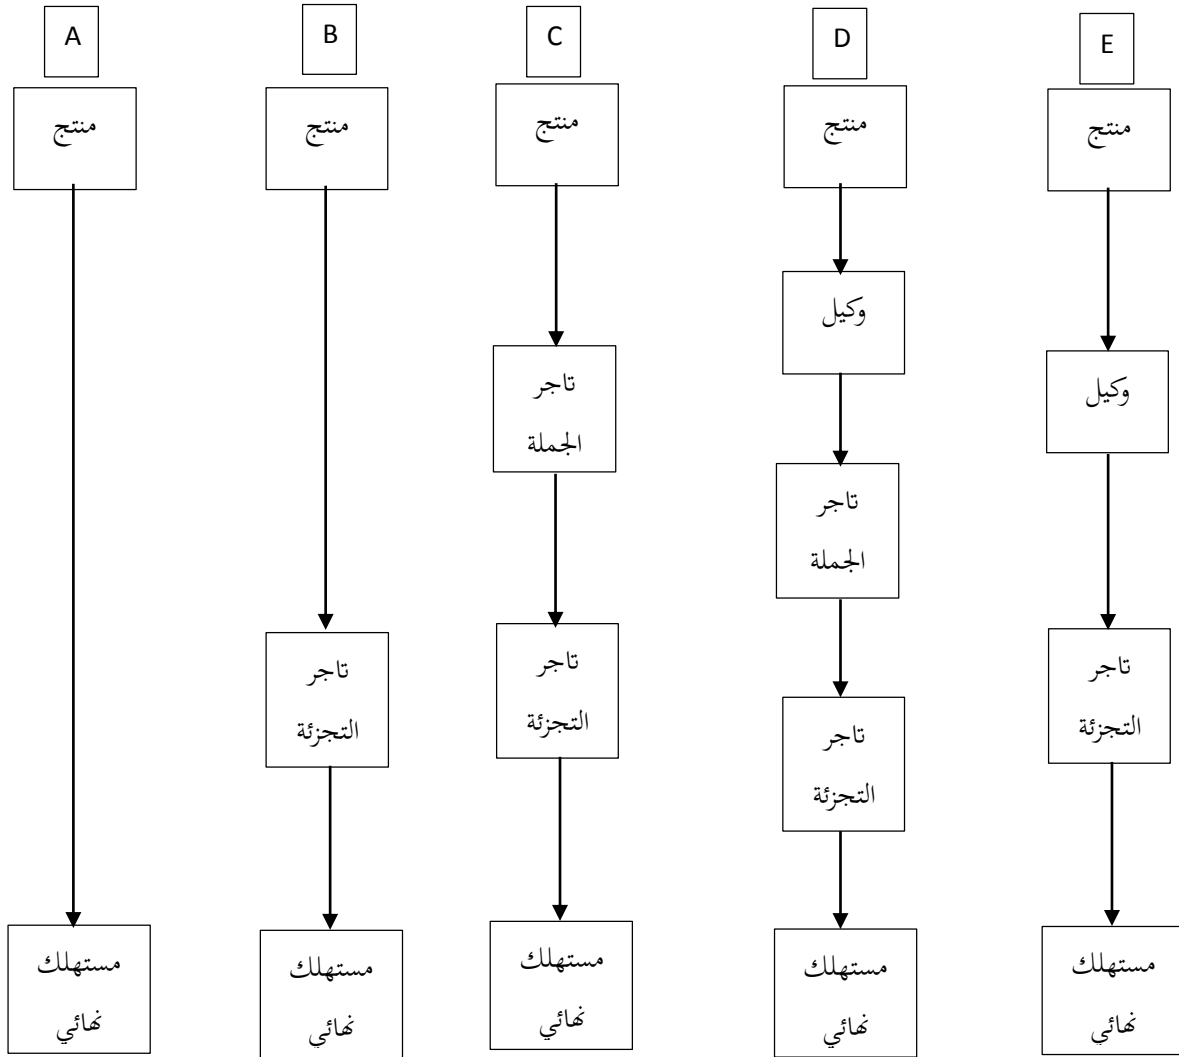 A
منتج
مستهلك
نهائي
B
منتج
تاجر
التجزئة
مستهلك
نهائي
C
منتج
تاجر
الجملة
تاجر
التجزئة
مستهلك
نهائي
D
منتج
وكيل
تاجر
الجملة
تاجر
التجزئة
مستهلك
نهائي
E
منتج
وكيل
تاجر
التجزئة
مستهلك
نهائي